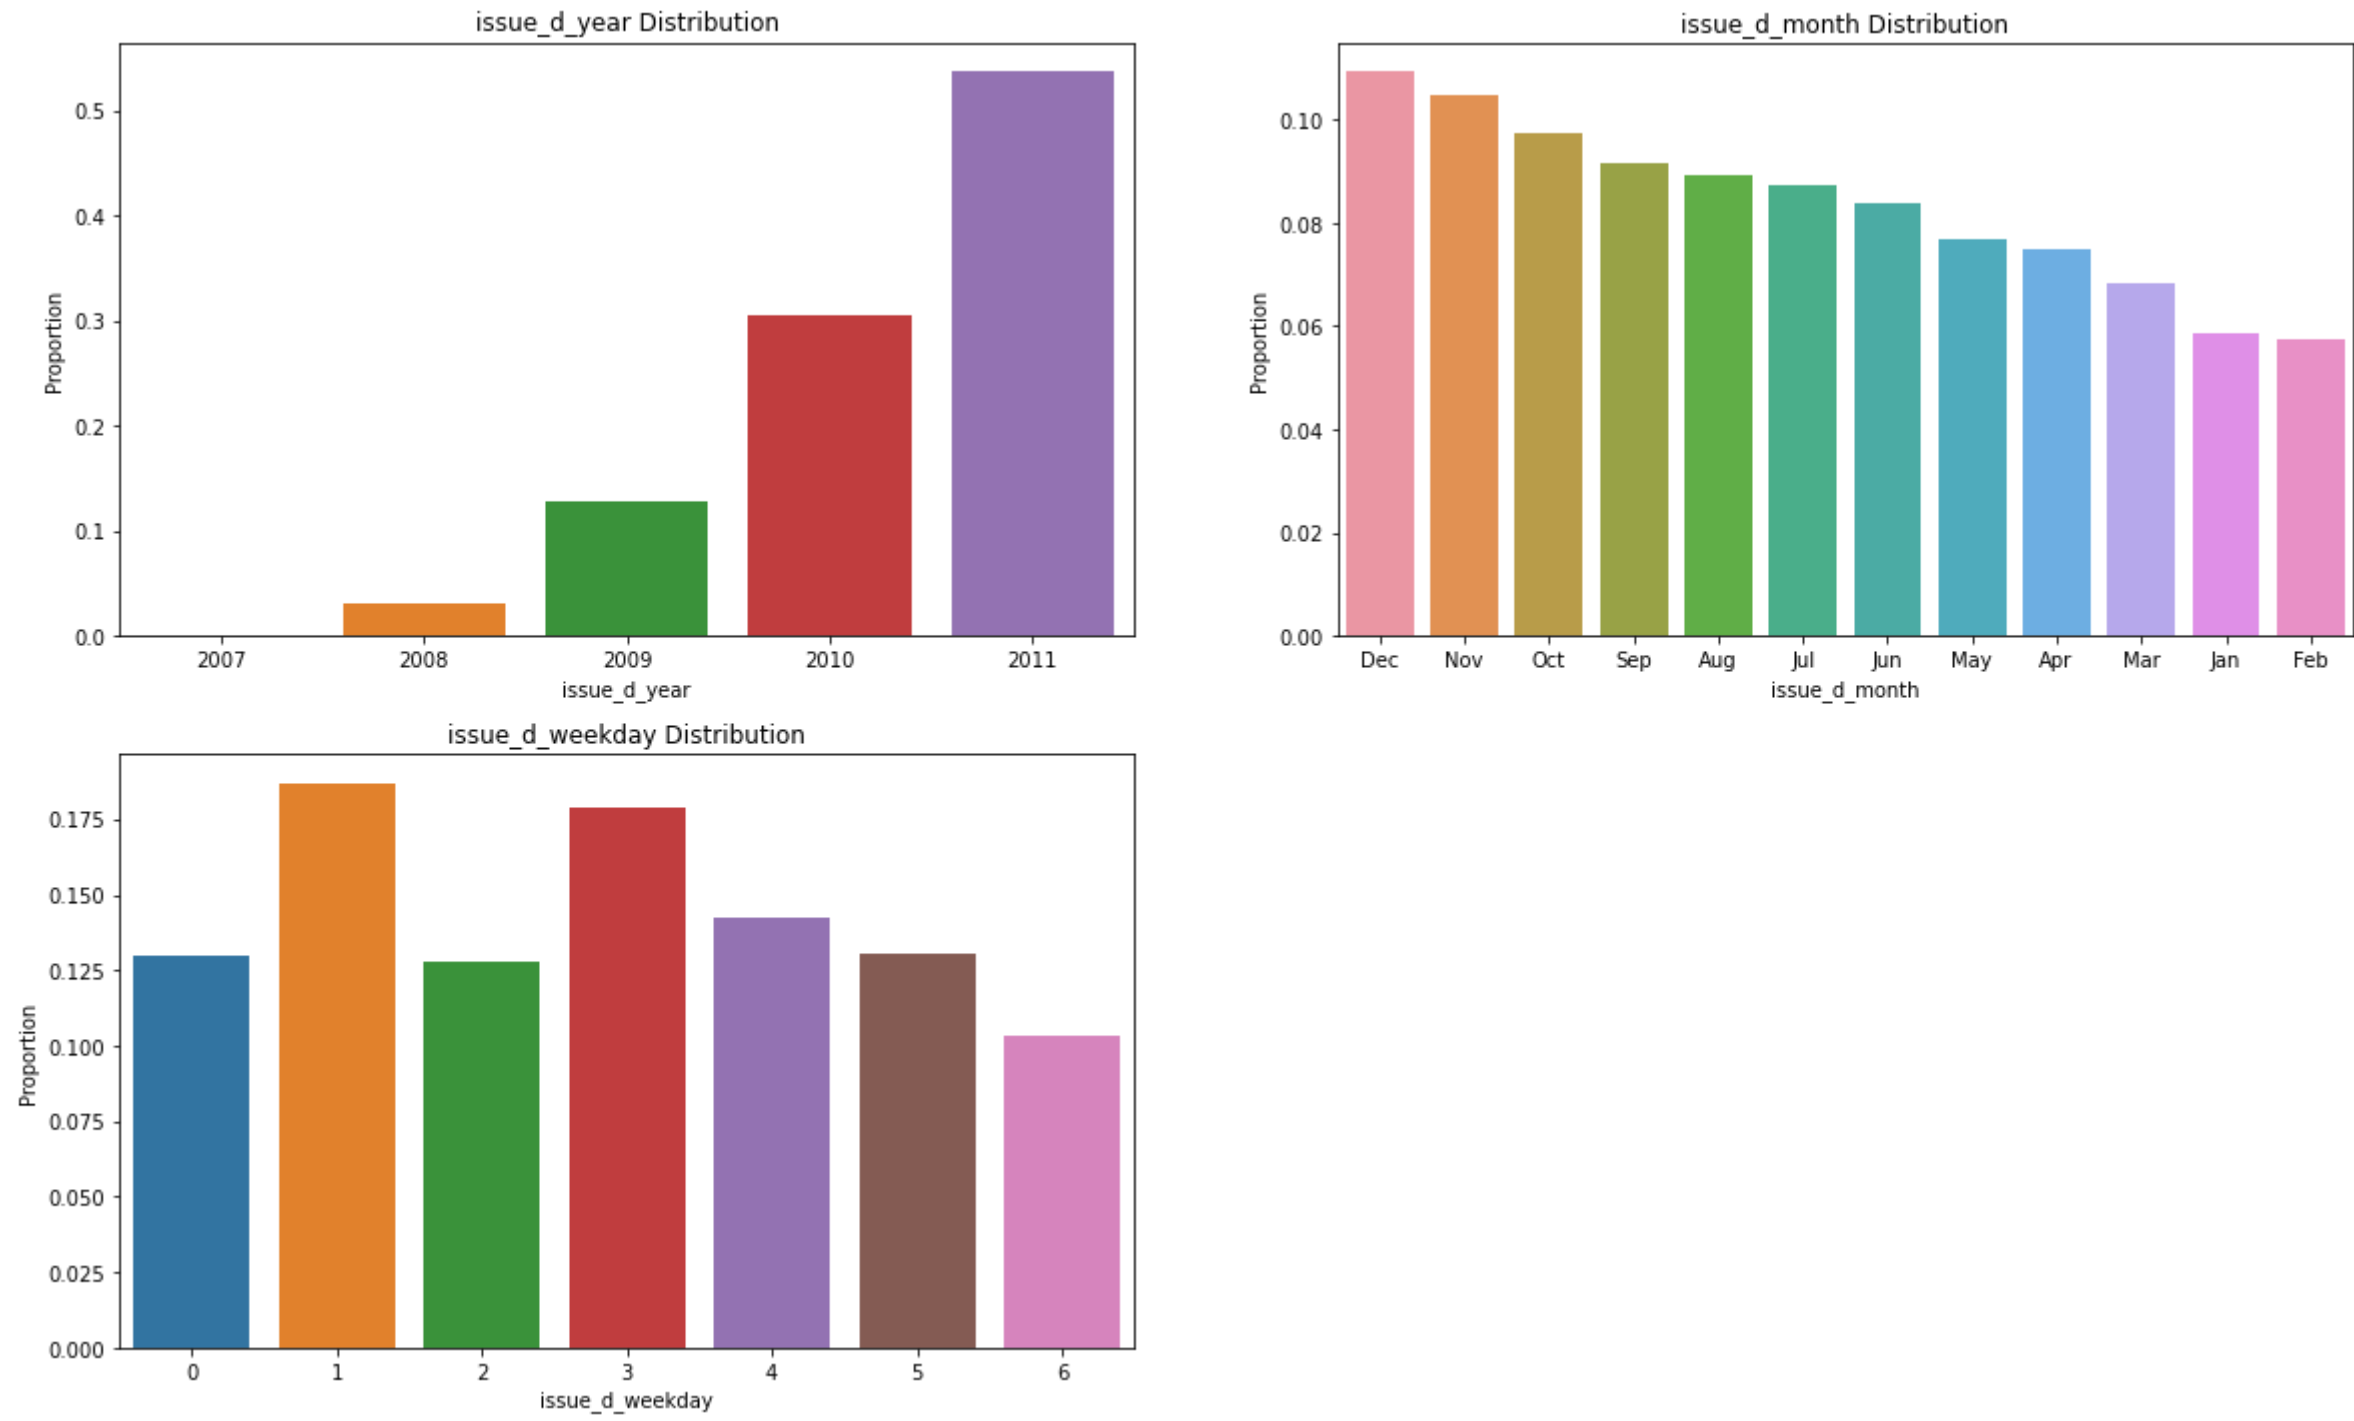 issue_d_year Distribution
0.5
0.4
0.3
0.2
0.1
0.0
Proportion
2007 2008 2009 2010 2011
issue_d_year
issue_d_month Distribution
0.10
0.08
0.06
0.04
0.02
0.00
Proportion
Dec Nov Oct Sep Aug Jul Jun May Apr Mar Jan Feb
issue_d_month
issue_d_weekday Distribution
0.175
0.150
0.125
0.100
0.075
0.050
0.025
0.000
Proportion
0 1 2 3 4 5 6
issue_d_weekday